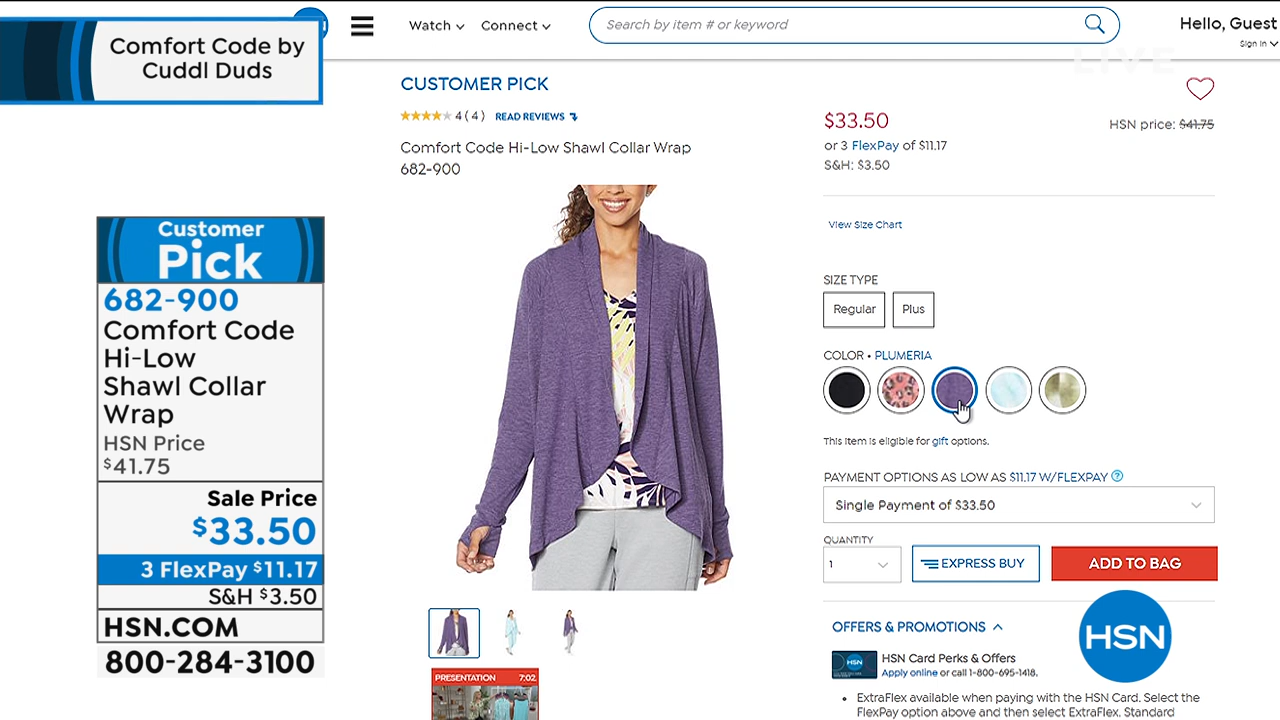 Comfort Code by
Cuddl Duds
Watch
Connect
Search by item # or keyword
Hello, Guest
Sign In
LIVE
CUSTOMER PICK
4 ( 4 ) READ REVIEWS
Comfort Code Hi-Low Shawl Collar Wrap
682-900
$33.50
HSN price: $41.75
or 3 FlexPay of $11.17
S&H: $3.50
View Size Chart
SIZE TYPE
Regular
Plus
COLOR • PLUMERIA
This item is eligible for gift options.
PAYMENT OPTIONS AS LOW AS $11.17 W/FLEXPAY ?
Single Payment of $33.50
QUANTITY
1
EXPRESS BUY
ADD TO BAG
OFFERS & PROMOTIONS
HSN
HSN Card Perks & Offers
Apply online or call 1-800-695-1418.
• ExtraFlex available when paying with the HSN Card. Select the
FlexPay option above and then select ExtraFlex. Standard
HSN
PRESENTATION 7:02
Customer
Pick
682-900
Comfort Code
Hi-Low
Shawl Collar
Wrap
HSN Price
$41.75
Sale Price
$33.50
3 FlexPay $11.17
S&H $3.50
HSN.COM
800-284-3100